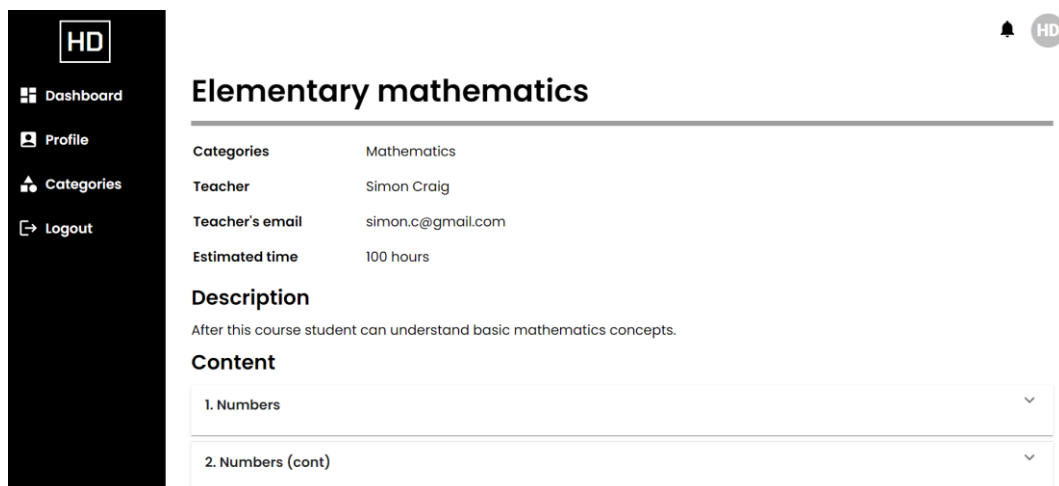 HD
HD
Dashboard
Profile
Categories
Logout
Elementary mathematics
Categories Mathematics
Teacher Simon Craig
Teacher's email simon.c@gmail.com
Estimated time 100 hours
Description
After this course student can understand basic mathematics concepts.
Content
1. Numbers
2. Numbers (cont)